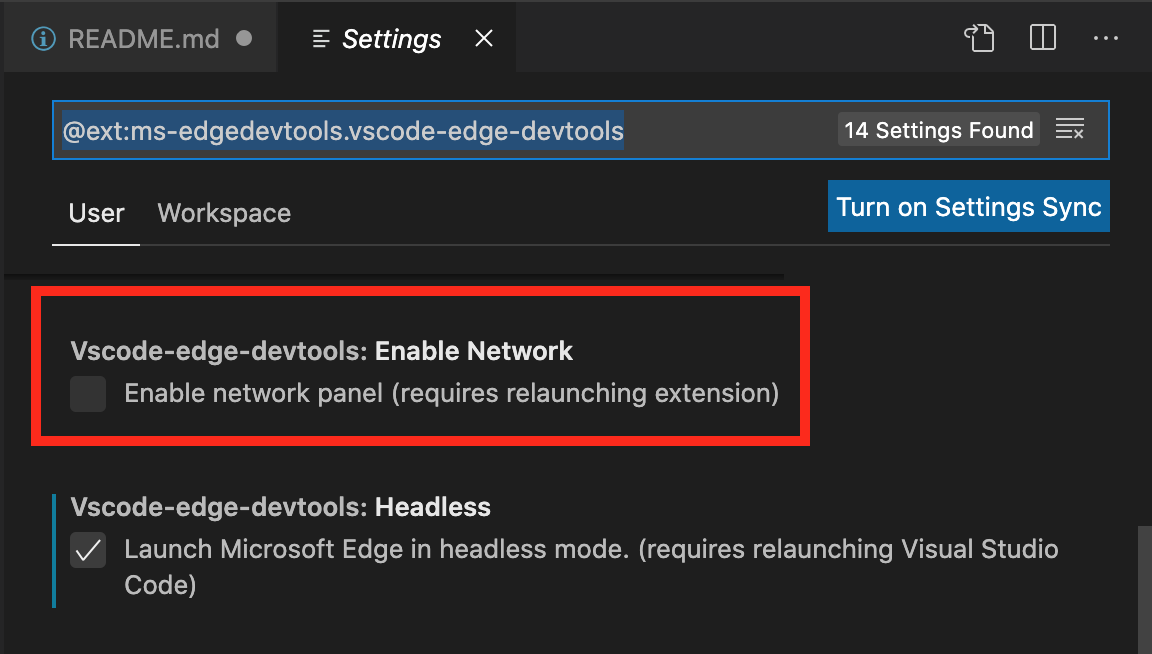 README.md
Settings
@ext:ms-edgedevtools.vscode-edge-devtools
14 Settings Found
User
Workspace
Turn on Settings Sync
Vscode-edge-devtools: Enable Network
Enable network panel (requires relaunching extension)
Vscode-edge-devtools: Headless
Launch Microsoft Edge in headless mode. (requires relaunching Visual Studio
Code)